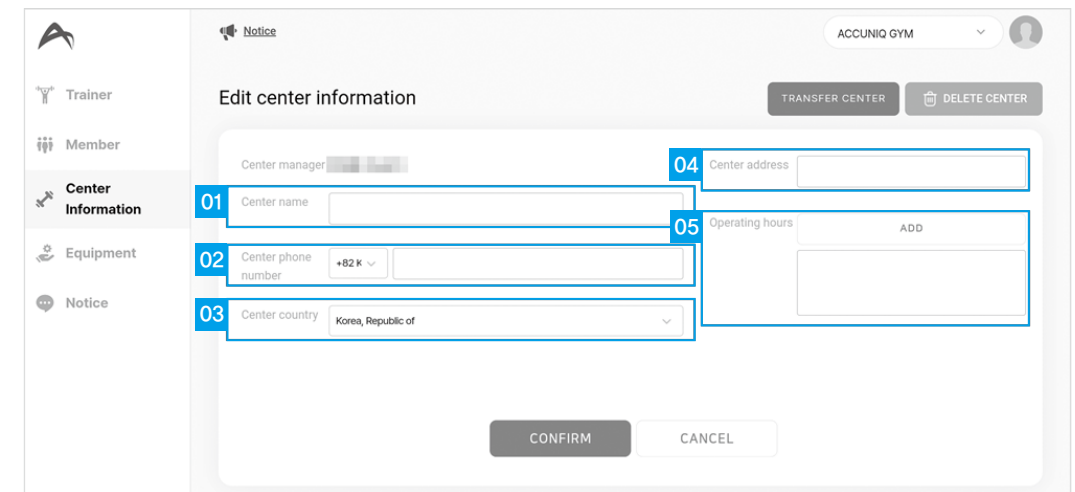 Notice
ACCUNIQ GYM
Trainer
Member
Center
Information
Equipment
Notice
Edit center information
TRANSFER CENTER
DELETE CENTER
Center manager
01
Center name
02
Center phone
number
+82 K
03
Center country
Korea, Republic of
04
Center address
05
Operating hours
ADD
CONFIRM
CANCEL